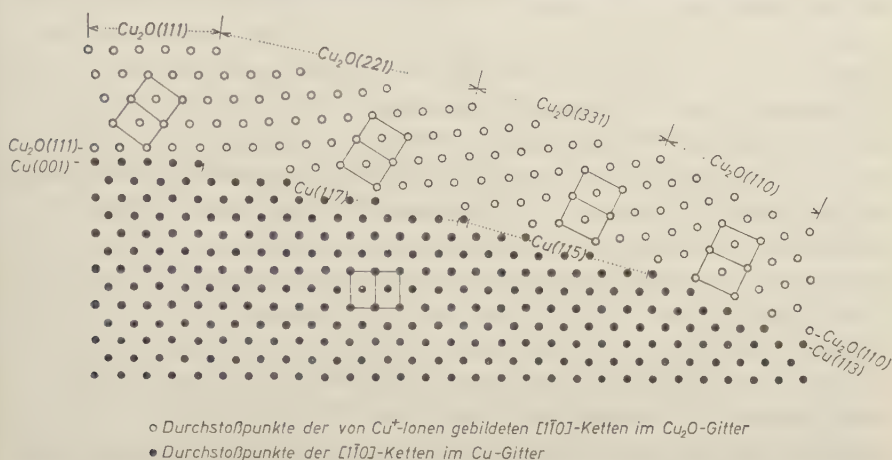 Cu₂O(111)
Cu₂O(221)
Cu₂O(331)
Cu₂O(110)
Cu₂O(111)-
Cu(001)-
Cu(117)
Cu(115)
-Cu₂O(110)
-Cu(113)
○ Durchstoßpunkte der von Cu⁺-Ionen gebildeten [11̄0]-Ketten im Cu₂O-Gitter
● Durchstoßpunkte der [11̄0]-Ketten im Cu-Gitter